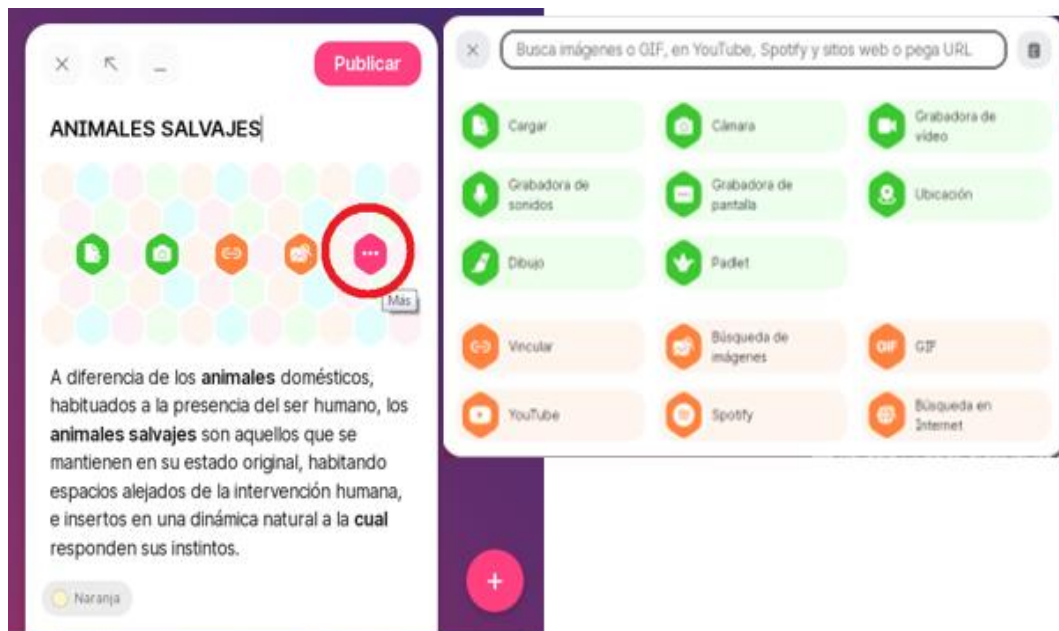 Publicar
ANIMALES SALVAJES
Más
A diferencia de los animales domésticos,
habituados a la presencia del ser humano, los
animales salvajes son aquellos que se
mantienen en su estado original, habitando
espacios alejados de la intervención humana,
e insertos en una dinámica natural a la cual
responden sus instintos.
Naranja
Busca imágenes o GIF, en YouTube, Spotify y sitios web o pega URL
Cargar
Cámara
Grabadora de
vídeo
Grabadora de
sonidos
Grabadora de
pantalla
Ubicación
Dibujo
Padlet
Vincular
Búsqueda de
imágenes
GIF
GIF
YouTube
Spotify
Búsqueda en
Internet